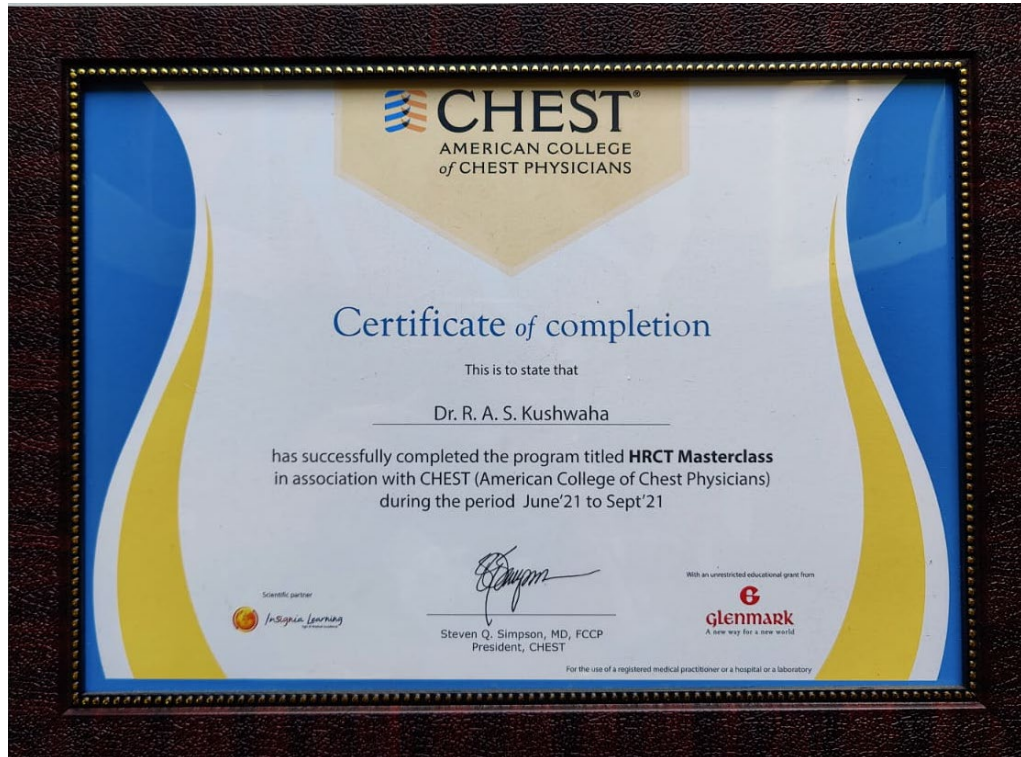 CHEST®
AMERICAN COLLEGE
of CHEST PHYSICIANS
Certificate of completion
This is to state that
Dr. R. A. S. Kushwaha
has successfully completed the program titled HRCT Masterclass
in association with CHEST (American College of Chest Physicians)
during the period June'21 to Sept'21
Scientific partner
Insignia Learning
Steven Q. Simpson, MD, FCCP
President, CHEST
With an unrestricted educational grant from
glenmark
A new way for a new world
For the use of a registered medical practitioner or a hospital or a laboratory